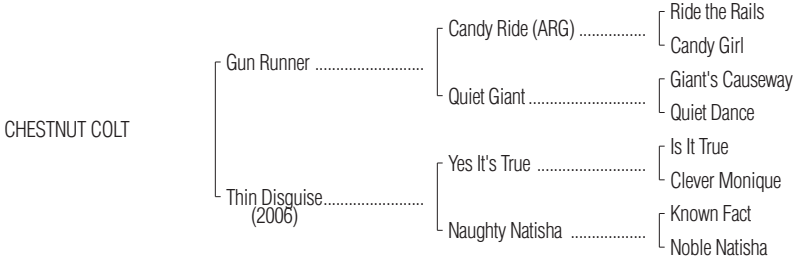 Ride the Rails
Candy Ride (ARG) ................
Candy Girl
Gun Runner ..........................
Giant's Causeway
Quiet Giant ............................
Quiet Dance
CHESTNUT COLT
Is It True
Yes It's True ..........................
Clever Monique
Thin Disguise........................
(2006)
Known Fact
Naughty Natisha ..................
Noble Natisha